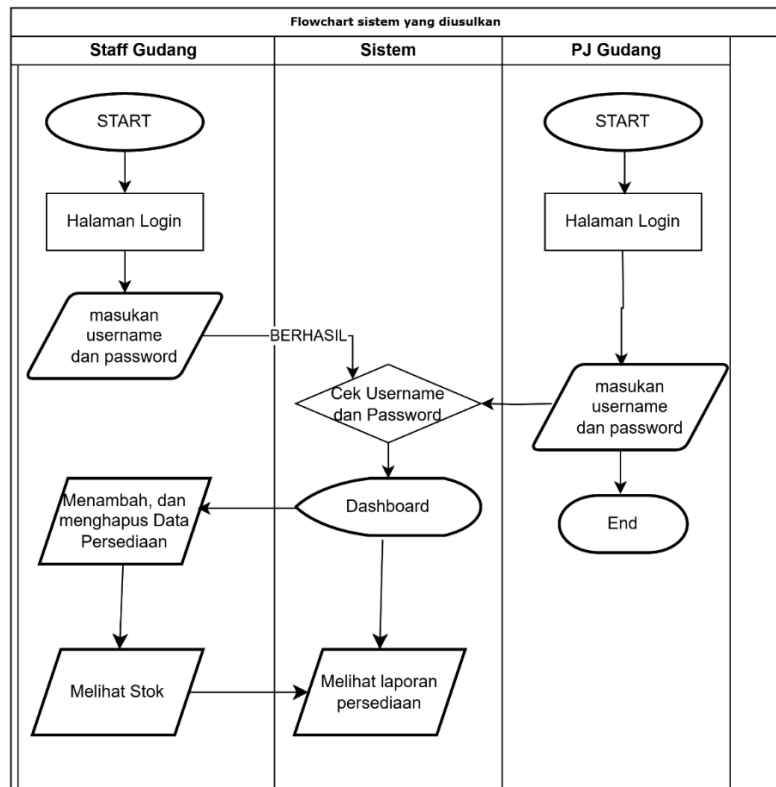 Flowchart sistem yang diusulkan
Staff Gudang
Sistem
PJ Gudang
START
START
Halaman Login
Halaman Login
masukan
username
dan password
BERHASIL
Cek Username
dan Password
masukan
username
dan password
Menambah, dan
menghapus Data
Persediaan
Dashboard
End
Melihat Stok
Melihat laporan
persediaan